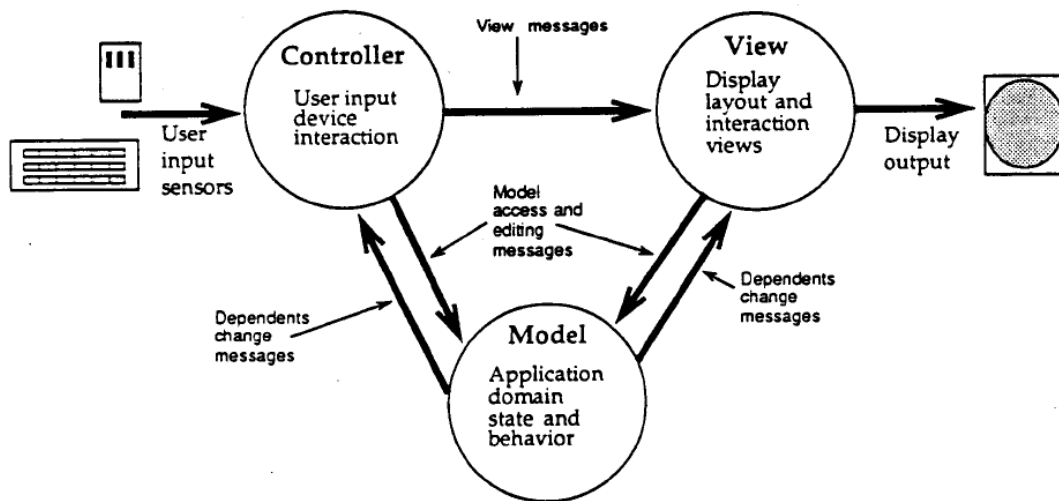 View messages
Controller
User input
device
interaction
View
Display
layout and
interaction
views
User
input
sensors
Display
output
Model
access and
editing
messages
Dependents
change
messages
Dependents
change
messages
Model
Application
domain
state and
behavior